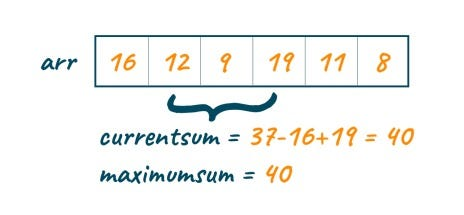 arr 16 12 9 19 11 8
currentsum = 37-16+19 = 40
maximumsum = 40